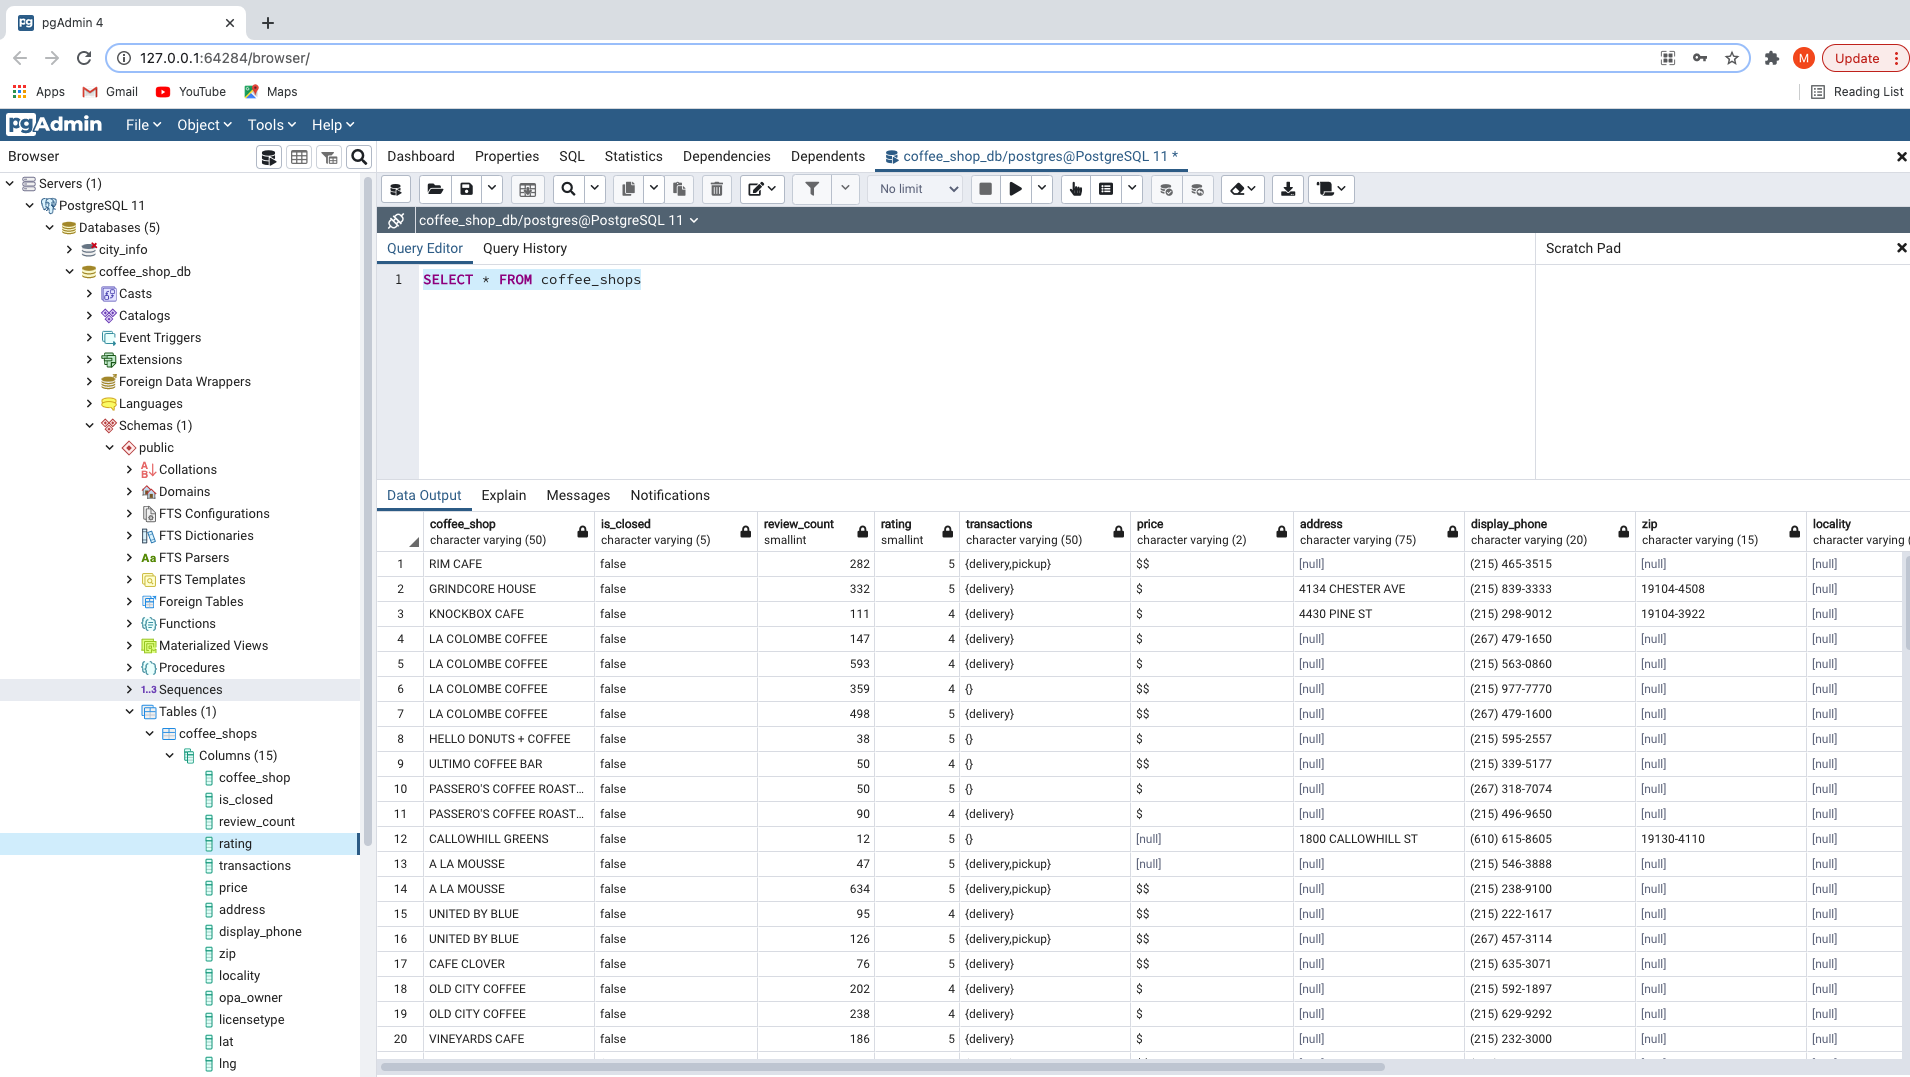 pgAdmin 4
127.0.0.1:64284/browser/
M
Update
Apps
Gmail
YouTube
Maps
Reading List
pgAdmin
File
Object
Tools
Help
Browser
Dashboard
Properties
SQL
Statistics
Dependencies
Dependents
coffee_shop_db/postgres@PostgreSQL 11 *
No limit
coffee_shop_db/postgres@PostgreSQL 11
Query Editor
Query History
Scratch Pad
1
SELECT * FROM coffee_shops
Servers (1)
PostgreSQL 11
Databases (5)
city_info
coffee_shop_db
Casts
Catalogs
Event Triggers
Extensions
Foreign Data Wrappers
Languages
Schemas (1)
public
Collations
Domains
FTS Configurations
FTS Dictionaries
Aa FTS Parsers
FTS Templates
Foreign Tables
Functions
Materialized Views
Procedures
1..3 Sequences
Tables (1)
coffee_shops
Columns (15)
coffee_shop
is_closed
review_count
rating
transactions
price
address
display_phone
zip
locality
opa_owner
licensetype
lat
lng
Data Output
Explain
Messages
Notifications
coffee_shop is_closed review_count rating transactions price address display_phone zip locality
character varying (50) character varying (5) smallint smallint character varying (50) character varying (2) character varying (75) character varying (20) character varying (15) character varying (
1 RIM CAFE false 282 5 {delivery,pickup} $$ [null] (215) 465-3515 [null] [null]
2 GRINDCORE HOUSE false 332 5 {delivery} $ 4134 CHESTER AVE (215) 839-3333 19104-4508 [null]
3 KNOCKBOX CAFE false 111 4 {delivery} $ 4430 PINE ST (215) 298-9012 19104-3922 [null]
4 LA COLOMBE COFFEE false 147 4 {delivery} $ [null] (267) 479-1650 [null] [null]
5 LA COLOMBE COFFEE false 593 4 {delivery} $ [null] (215) 563-0860 [null] [null]
6 LA COLOMBE COFFEE false 359 4 {} $$ [null] (215) 977-7770 [null] [null]
7 LA COLOMBE COFFEE false 498 5 {delivery} $$ [null] (267) 479-1600 [null] [null]
8 HELLO DONUTS + COFFEE false 38 5 {} $ [null] (215) 595-2557 [null] [null]
9 ULTIMO COFFEE BAR false 50 4 {} $$ [null] (215) 339-5177 [null] [null]
10 PASSERO'S COFFEE ROAST... false 50 5 {} $ [null] (267) 318-7074 [null] [null]
11 PASSERO'S COFFEE ROAST... false 90 4 {delivery} $ [null] (215) 496-9650 [null] [null]
12 CALLOWHILL GREENS false 12 5 {} [null] 1800 CALLOWHILL ST (610) 615-8605 19130-4110 [null]
13 A LA MOUSSE false 47 5 {delivery,pickup} [null] [null] (215) 546-3888 [null] [null]
14 A LA MOUSSE false 634 5 {delivery,pickup} $$ [null] (215) 238-9100 [null] [null]
15 UNITED BY BLUE false 95 4 {delivery} $$ [null] (215) 222-1617 [null] [null]
16 UNITED BY BLUE false 126 5 {delivery,pickup} $$ [null] (267) 457-3114 [null] [null]
17 CAFE CLOVER false 76 5 {delivery} $$ [null] (215) 635-3071 [null] [null]
18 OLD CITY COFFEE false 202 4 {delivery} $ [null] (215) 592-1897 [null] [null]
19 OLD CITY COFFEE false 238 4 {delivery} $ [null] (215) 629-9292 [null] [null]
20 VINEYARDS CAFE false 186 5 {delivery} $ [null] (215) 232-3000 [null] [null]